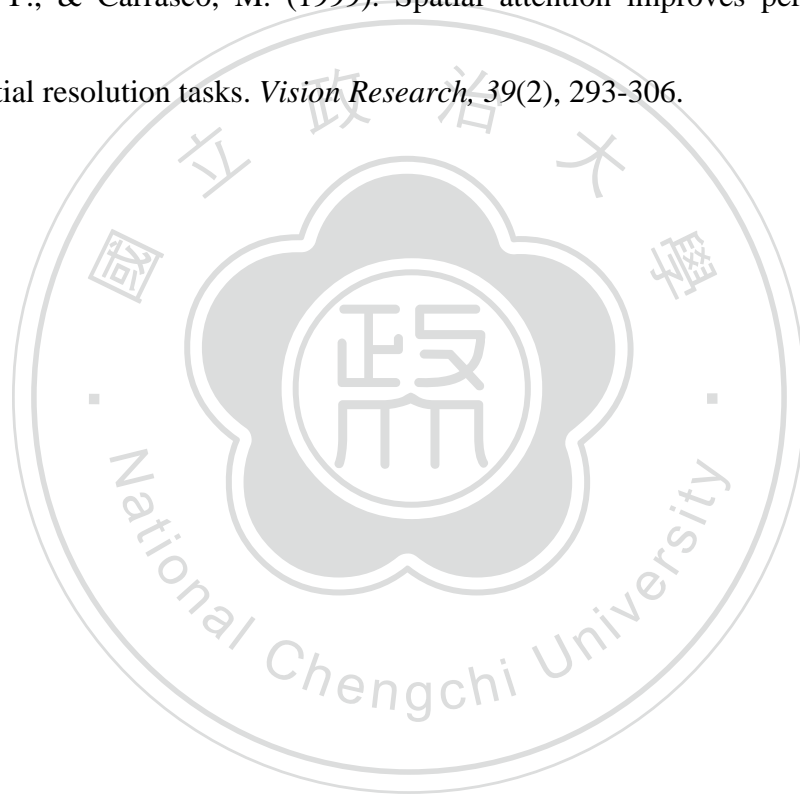 F., & Carrasco, M. (1999). Spatial attention improves per
tial resolution tasks. Vision Research, 39(2), 293-306.
國立政治大學
政大
National Chengchi University